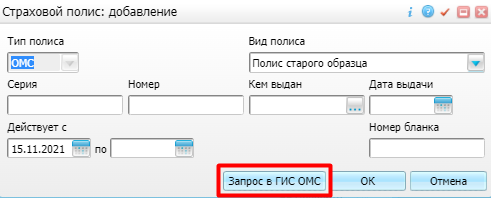 Страховой полис: добавление
Тип полиса Вид полиса
ОМС Полис старого образца
Серия Номер Кем выдан Дата выдачи
...
Действует с Номер бланка
15.11.2021 по
Запрос в ГИС ОМС OK Отмена